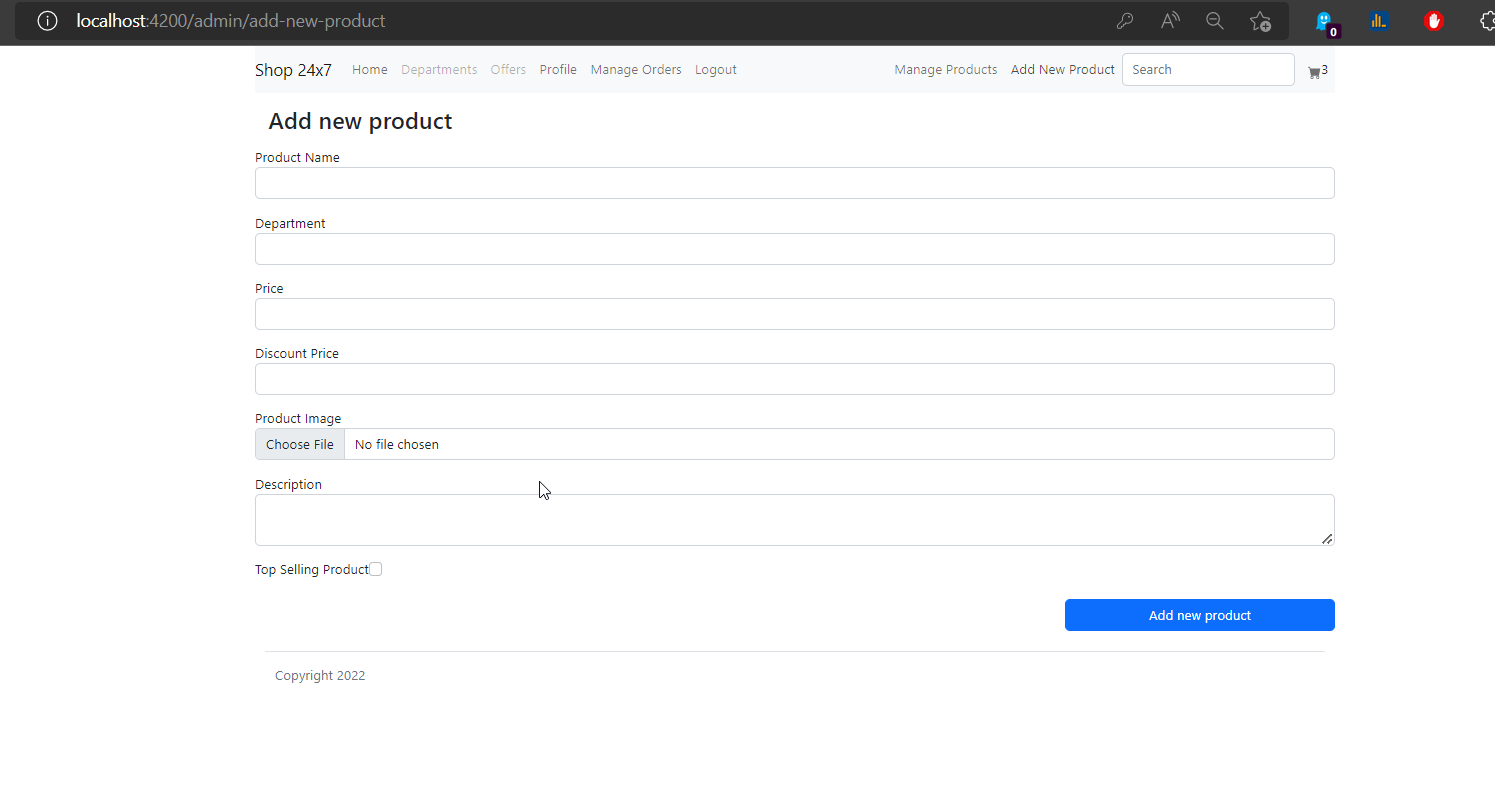 localhost:4200/admin/add-new-product
0
Shop 24x7 Home Departments Offers Profile Manage Orders Logout Manage Products Add New Product Search 3
Add new product
Product Name
Department
Price
Discount Price
Product Image
Choose File No file chosen
Description
Top Selling Product
Add new product
Copyright 2022